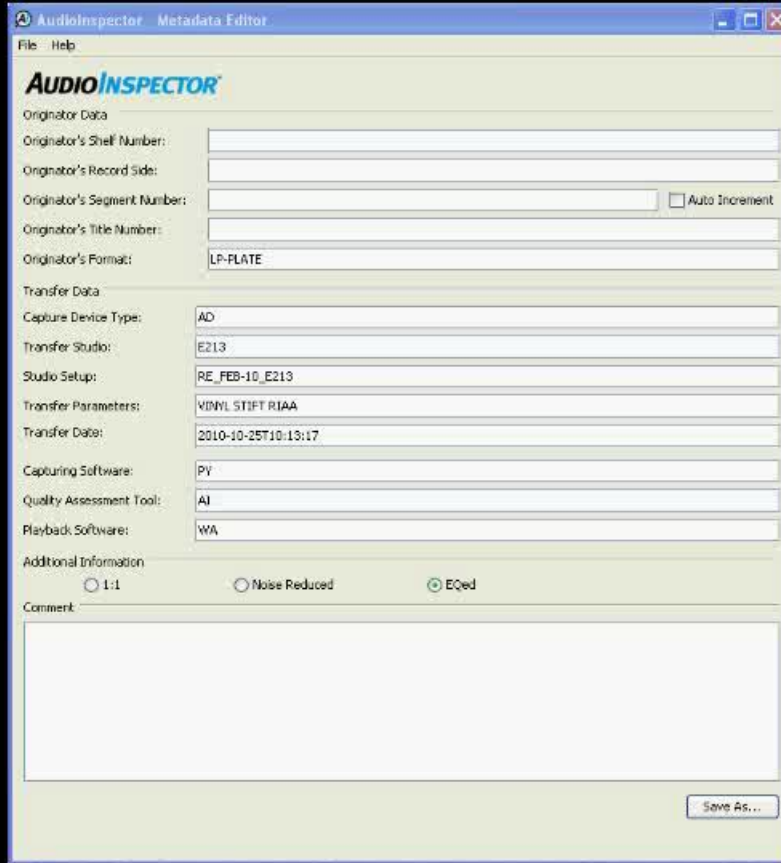 AudioInspector Metadata Editor
File Help
AUDIOINSPECTOR
Originator Data
Originator's Shelf Number:
Originator's Record Side:
Originator's Segment Number: Auto Increment
Originator's Title Number:
Originator's Format: LP-PLATE
Transfer Data
Capture Device Type: AD
Transfer Studio: E213
Studio Setup: RE_FEB-10_E213
Transfer Parameters: VINYL STIFT RIAA
Transfer Date: 2010-10-25T10:13:17
Capturing Software: PY
Quality Assessment Tool: AI
Playback Software: WA
Additional Information
1:1 Noise Reduced EQed
Comment
Save As...